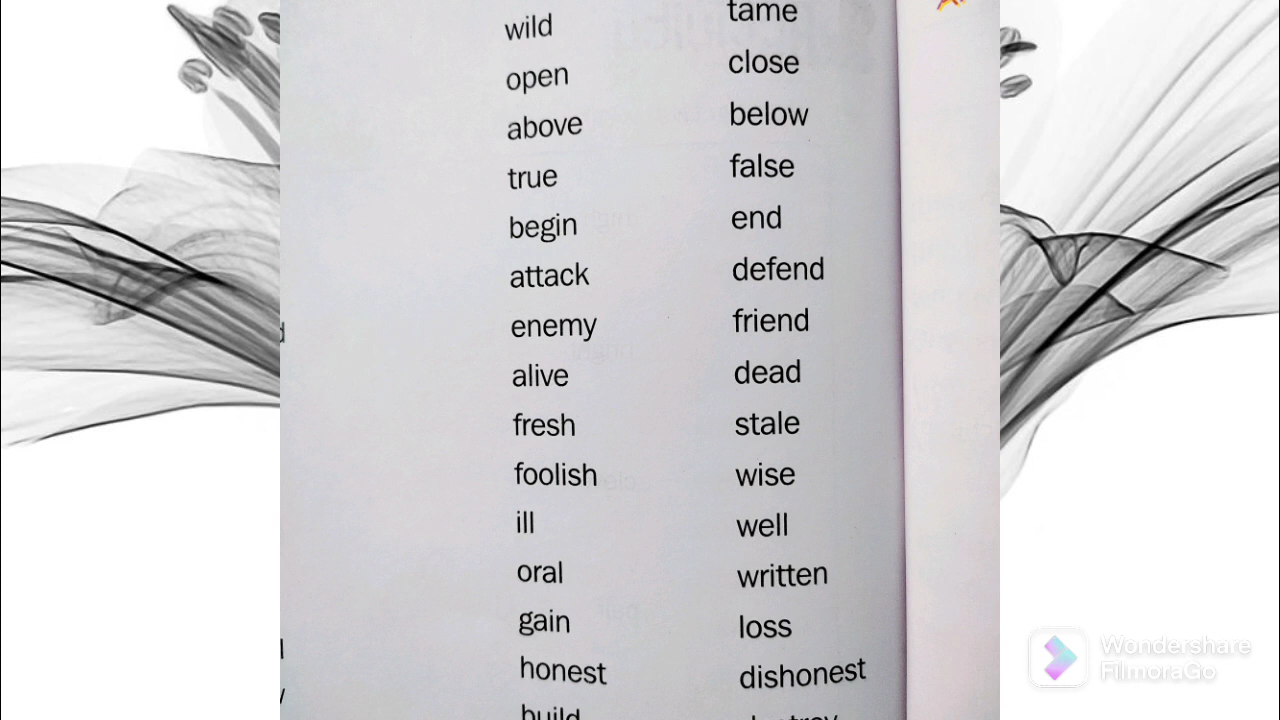 wild tame
open close
above below
true false
begin end
attack defend
enemy friend
alive dead
fresh stale
foolish wise
ill well
oral written
gain loss
honest dishonest
build
Wondershare
FilmoraGo